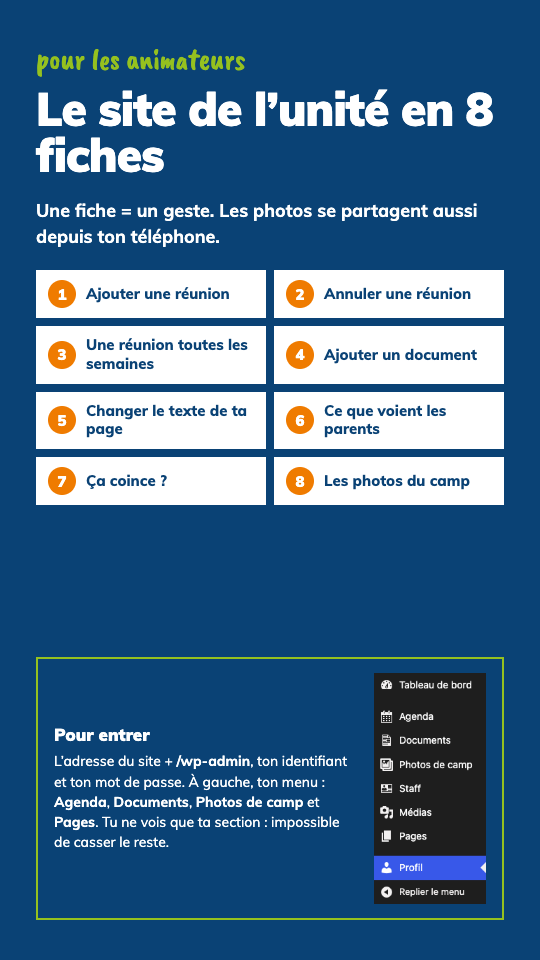 pour les animateurs
Le site de l’unité en 8
fiches
Une fiche = un geste. Les photos se partagent aussi
depuis ton téléphone.
1 Ajouter une réunion
2 Annuler une réunion
3 Une réunion toutes les
semaines
4 Ajouter un document
5 Changer le texte de ta
page
6 Ce que voient les
parents
7 Ça coince ?
8 Les photos du camp
Pour entrer
L’adresse du site + /wp-admin, ton identifiant
et ton mot de passe. À gauche, ton menu :
Agenda, Documents, Photos de camp et
Pages. Tu ne vois que ta section : impossible
de casser le reste.
Tableau de bord
Agenda
Documents
Photos de camp
Staff
Médias
Pages
Profil
Replier le menu